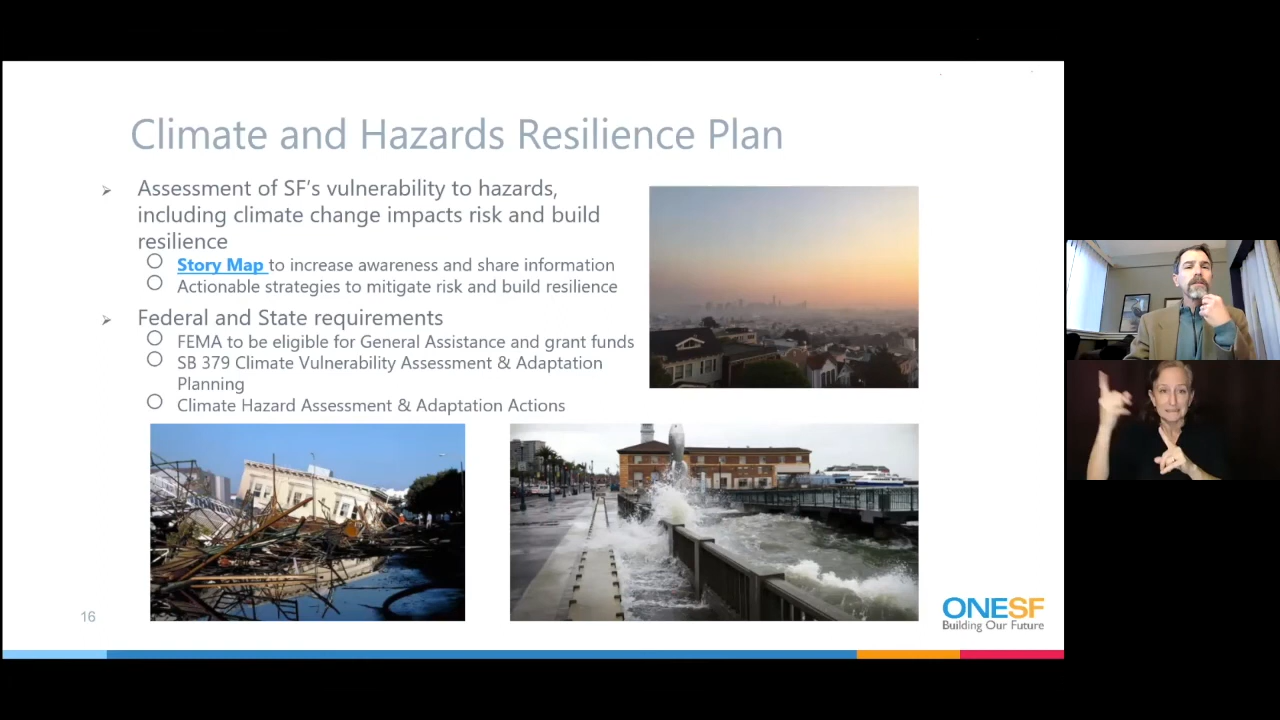 Climate and Hazards Resilience Plan
Assessment of SF's vulnerability to hazards,
including climate change impacts risk and build
resilience
Story Map to increase awareness and share information
Actionable strategies to mitigate risk and build resilience
Federal and State requirements
FEMA to be eligible for General Assistance and grant funds
SB 379 Climate Vulnerability Assessment & Adaptation
Planning
Climate Hazard Assessment & Adaptation Actions
16
ONESF
Building Our Future